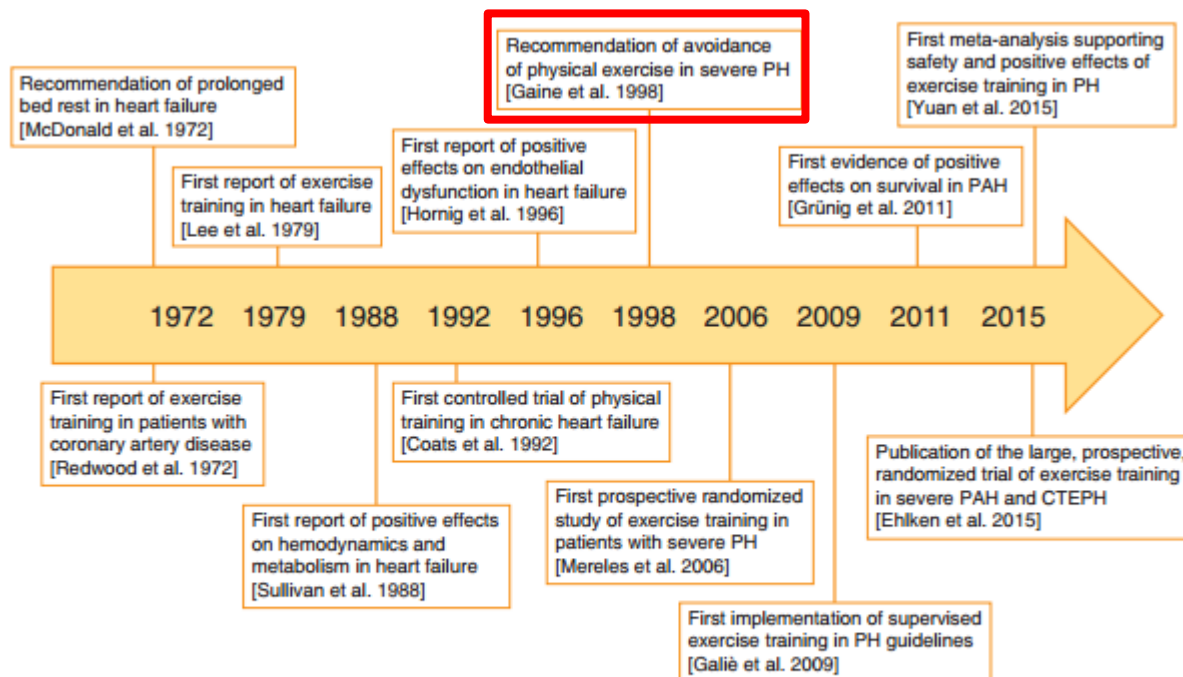 Recommendation of prolonged
bed rest in heart failure
[McDonald et al. 1972]
First report of exercise
training in heart failure
[Lee et al. 1979]
First report of positive
effects on endothelial
dysfunction in heart failure
[Hornig et al. 1996]
Recommendation of avoidance
of physical exercise in severe PH
[Gaine et al. 1998]
First evidence of positive
effects on survival in PAH
[Grünig et al. 2011]
First meta-analysis supporting
safety and positive effects of
exercise training in PH
[Yuan et al. 2015]
1972 1979 1988 1992 1996 1998 2006 2009 2011 2015
First report of exercise
training in patients with
coronary artery disease
[Redwood et al. 1972]
First report of positive effects
on hemodynamics and
metabolism in heart failure
[Sullivan et al. 1988]
First controlled trial of physical
training in chronic heart failure
[Coats et al. 1992]
First prospective randomized
study of exercise training in
patients with severe PH
[Mereles et al. 2006]
First implementation of supervised
exercise training in PH guidelines
[Galiè et al. 2009]
Publication of the large, prospective,
randomized trial of exercise training
in severe PAH and CTEPH
[Ehlken et al. 2015]